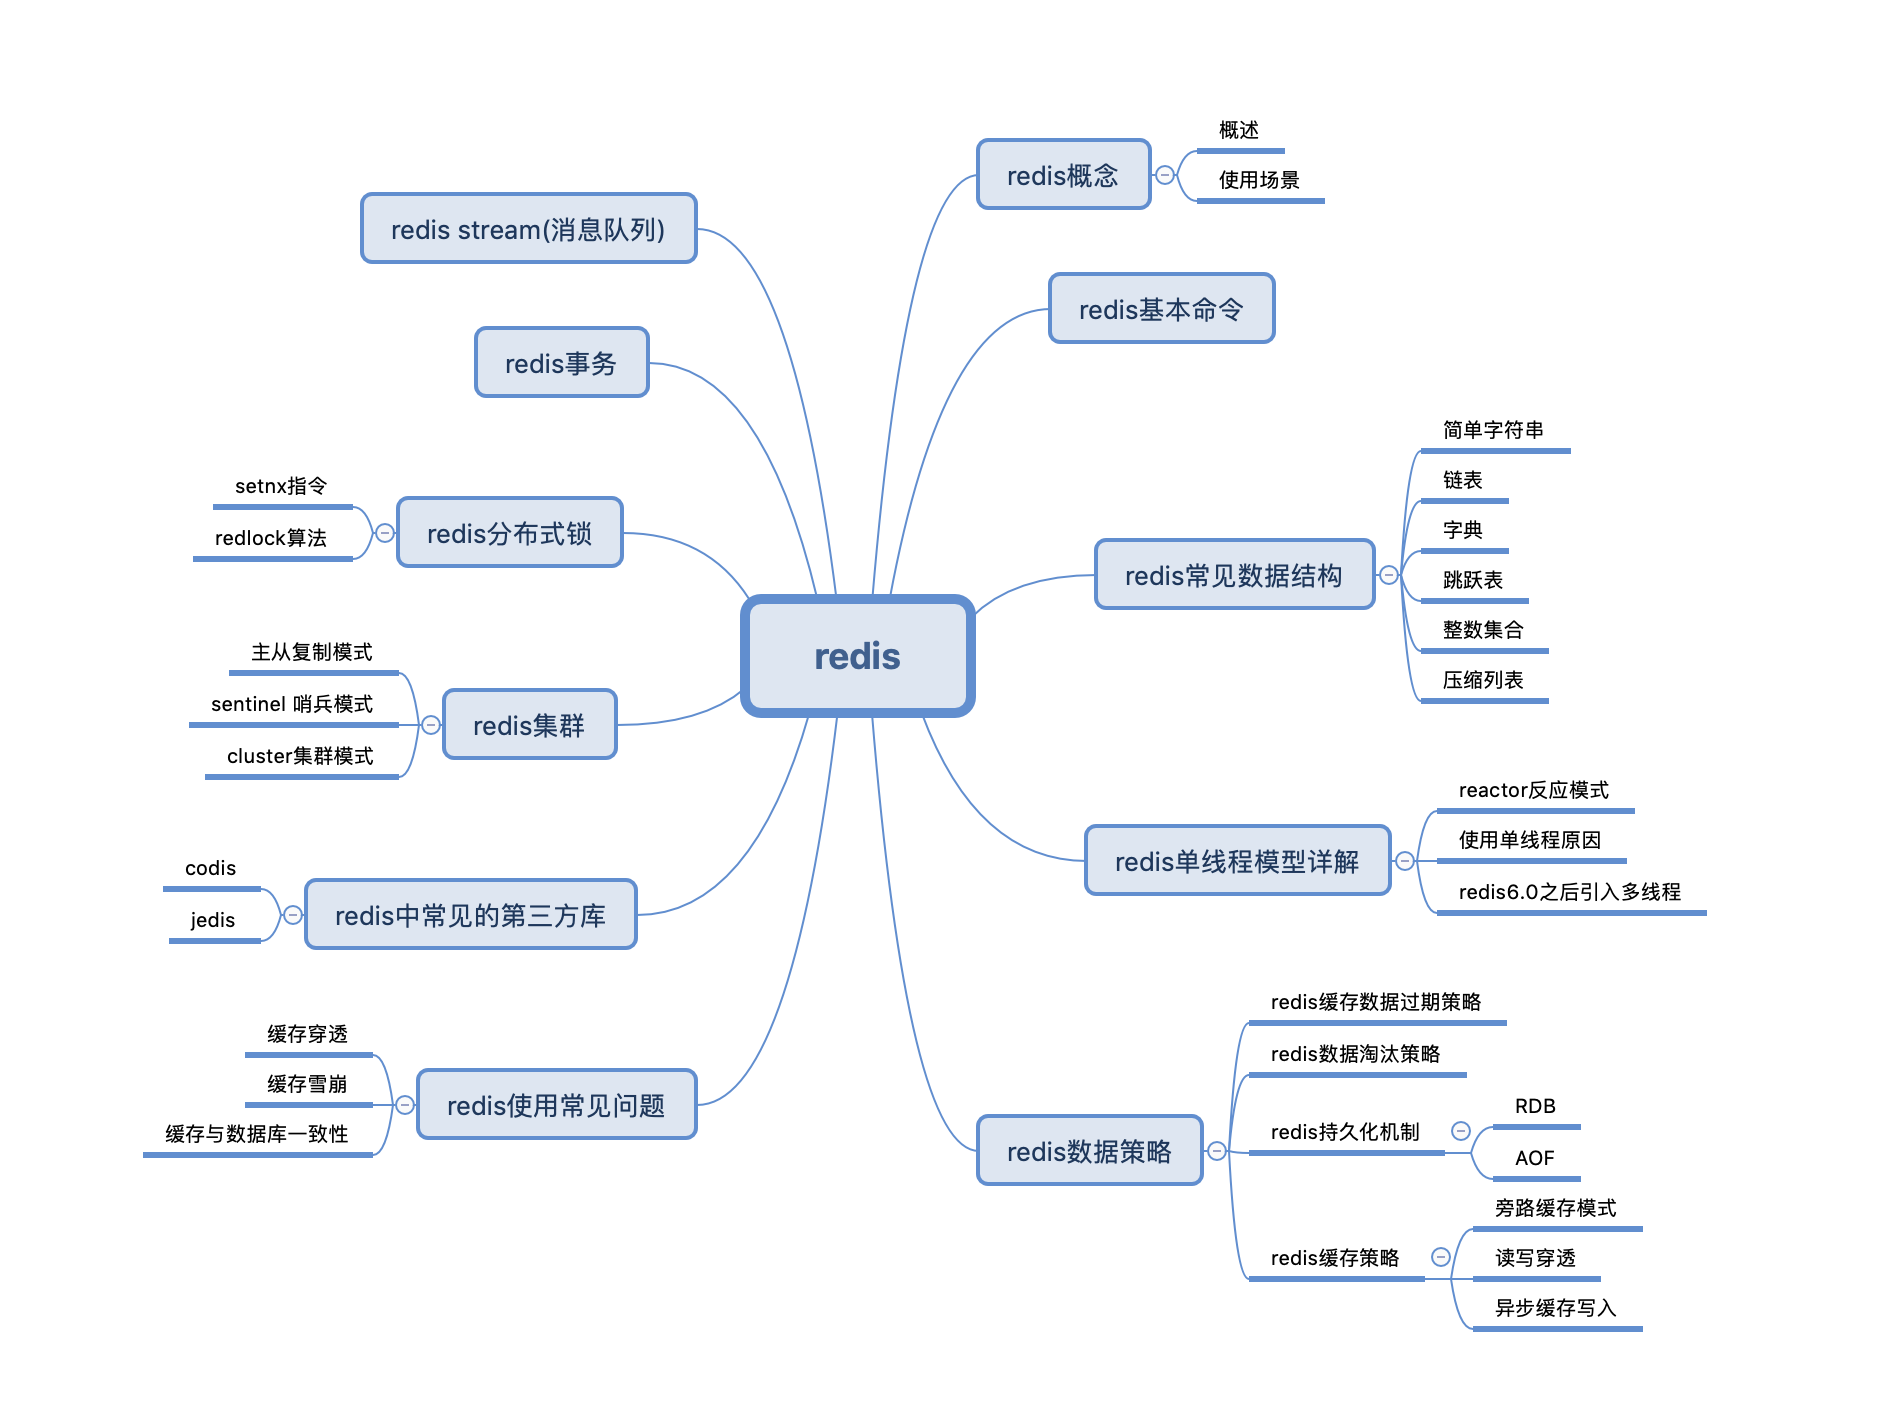 redis
redis概念
概述
使用场景
redis基本命令
redis常见数据结构
简单字符串
链表
字典
跳跃表
整数集合
压缩列表
redis单线程模型详解
reactor反应模式
使用单线程原因
redis6.0之后引入多线程
redis数据策略
redis缓存数据过期策略
redis数据淘汰策略
redis持久化机制
RDB
AOF
redis缓存策略
旁路缓存模式
读写穿透
异步缓存写入
redis stream(消息队列)
redis事务
redis分布式锁
setnx指令
redlock算法
redis集群
主从复制模式
sentinel 哨兵模式
cluster集群模式
redis中常见的第三方库
codis
jedis
redis使用常见问题
缓存穿透
缓存雪崩
缓存与数据库一致性